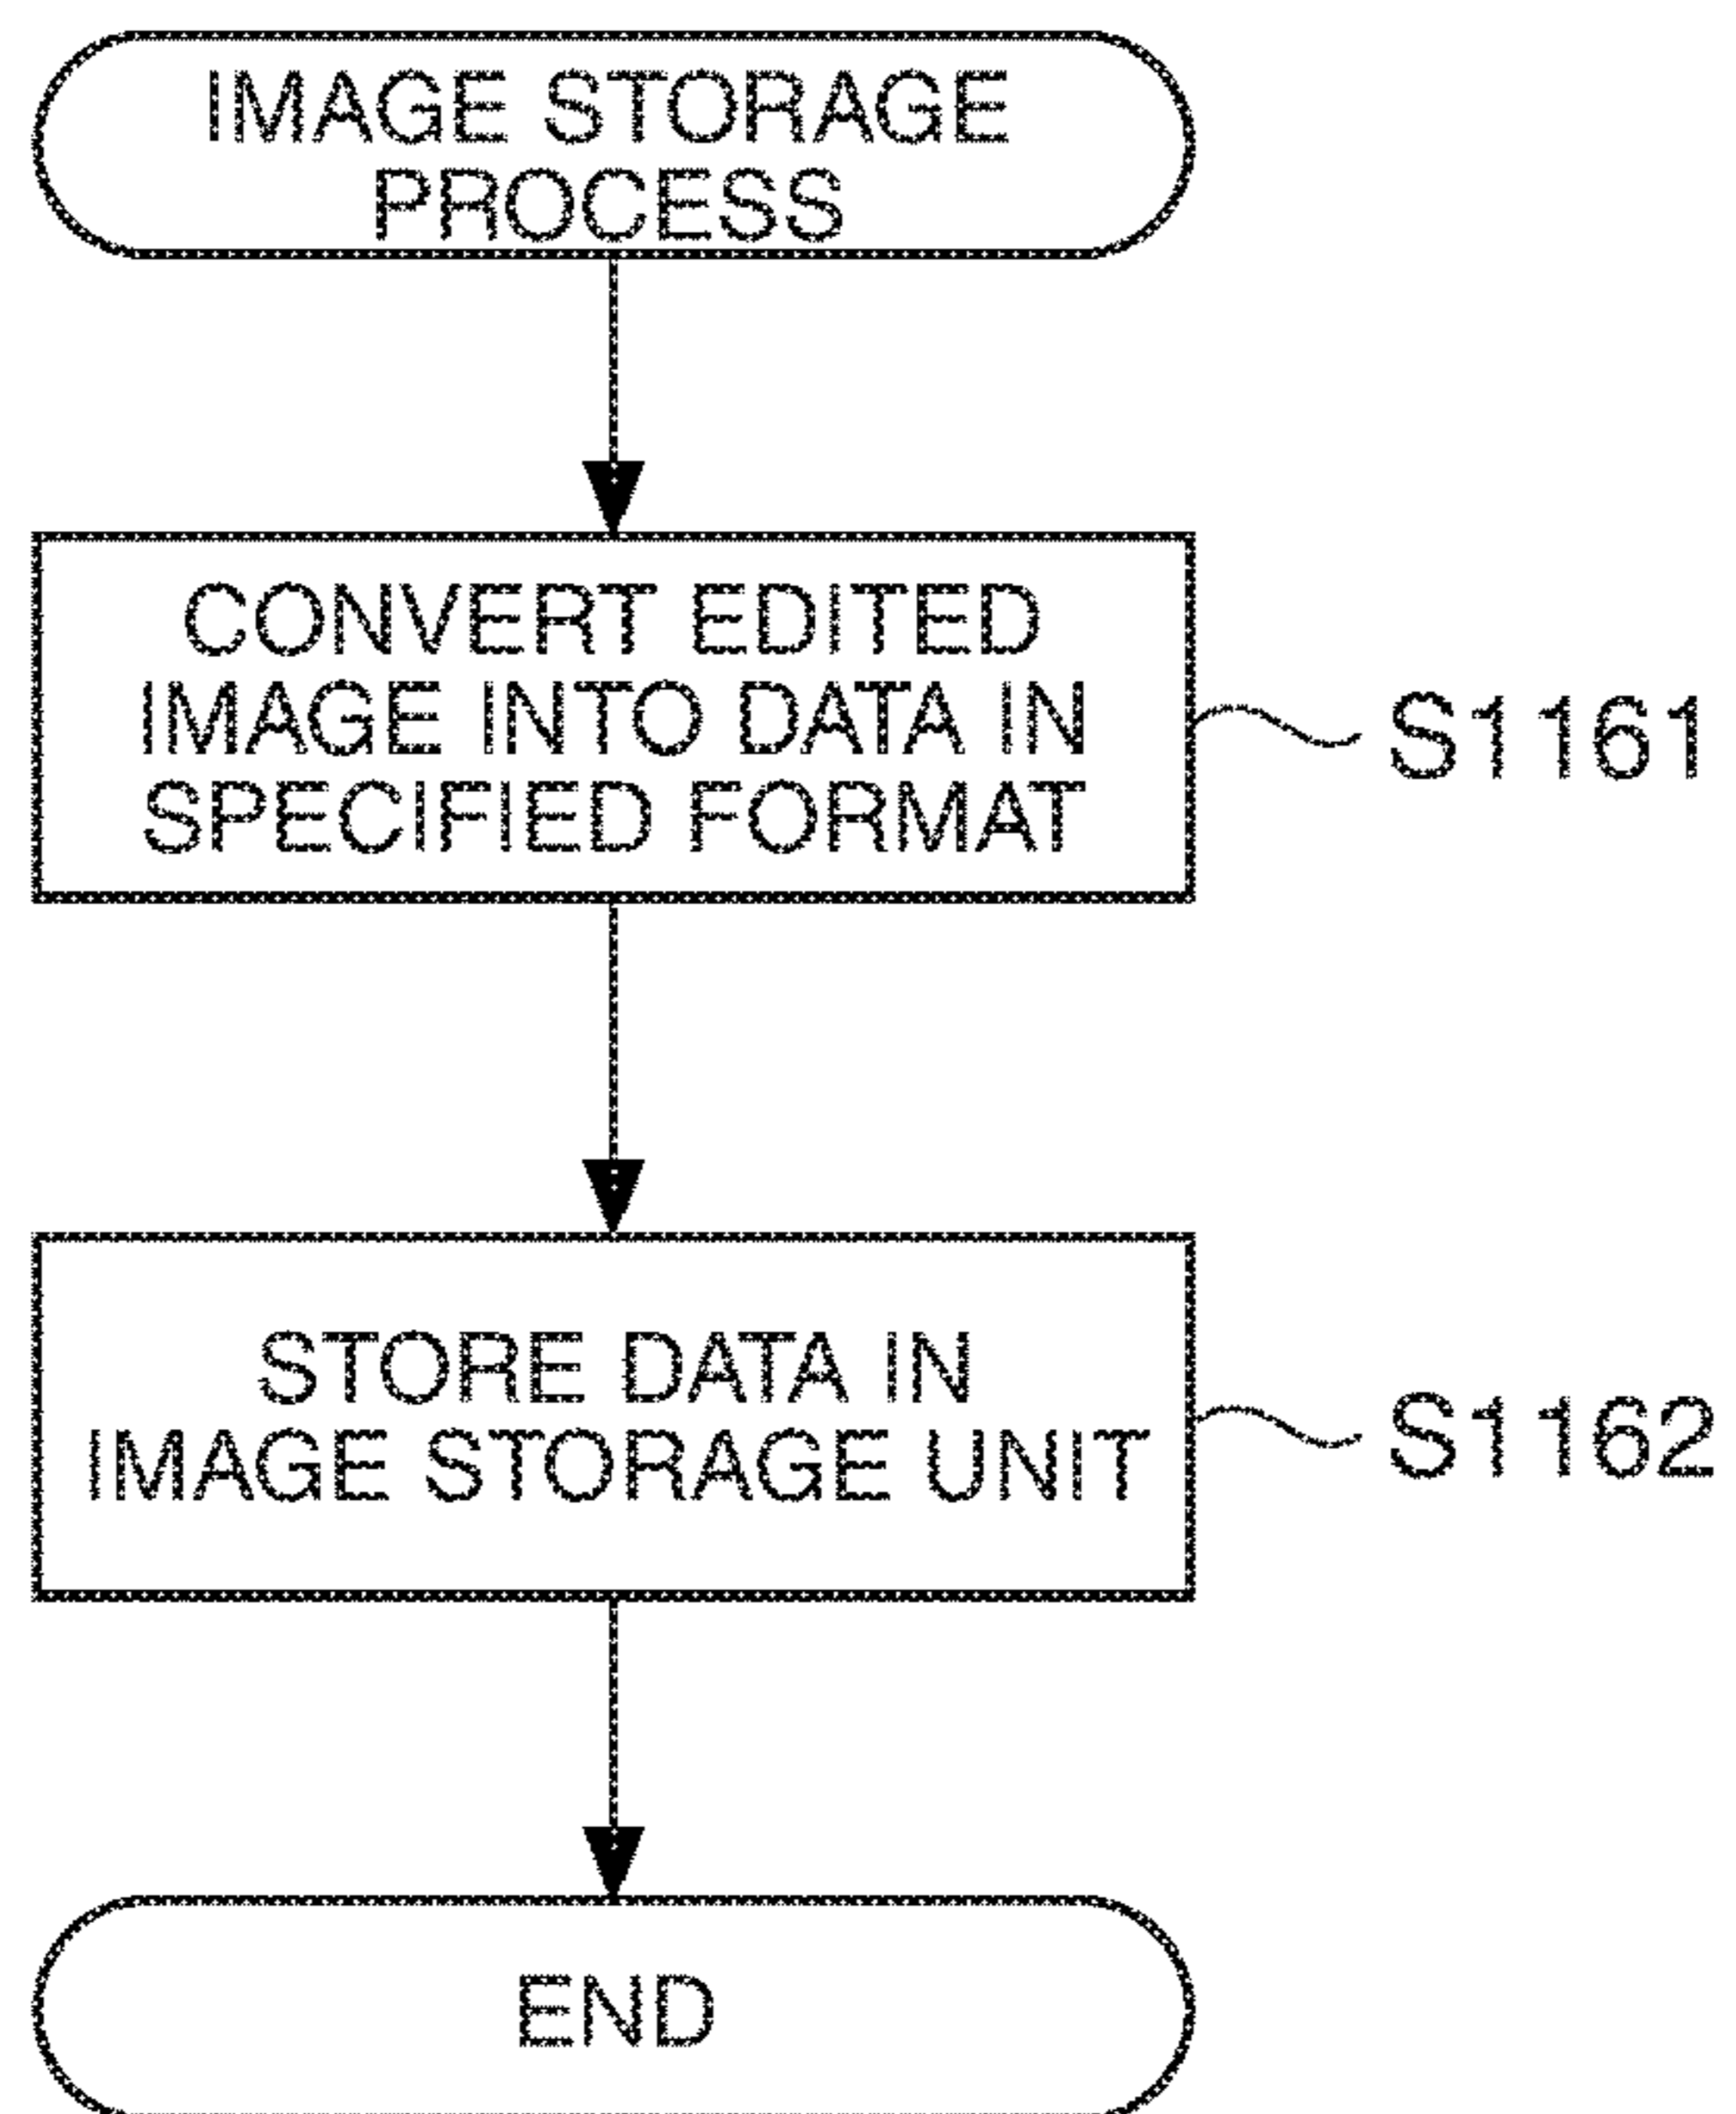 IMAGE STORAGE
PROCESS
CONVERT EDITED
IMAGE INTO DATA IN
SPECIFIED FORMAT
S1161
STORE DATA IN
IMAGE STORAGE UNIT
S1162
END